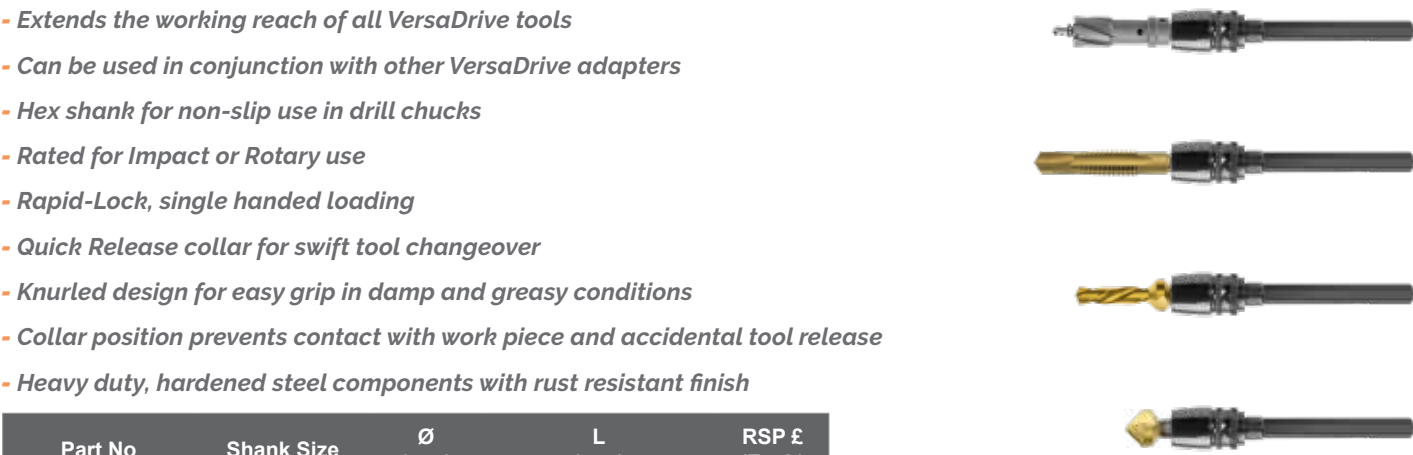 - Extends the working reach of all VersaDrive tools
- Can be used in conjunction with other VersaDrive adapters
- Hex shank for non-slip use in drill chucks
- Rated for Impact or Rotary use
- Rapid-Lock, single handed loading
- Quick Release collar for swift tool changeover
- Knurled design for easy grip in damp and greasy conditions
- Collar position prevents contact with work piece and accidental tool release
- Heavy duty, hardened steel components with rust resistant finish
Part No Shank Size Ø L RSP £